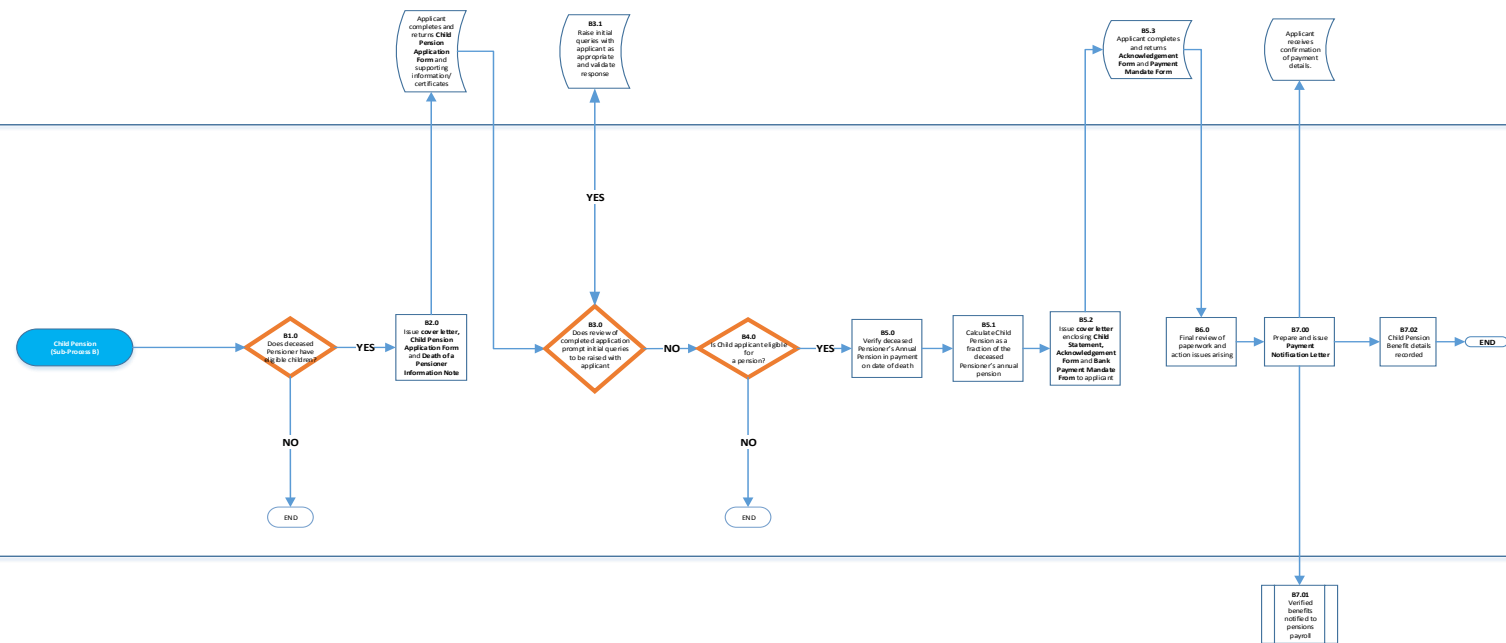 Applicant
completes and
returns Child
Pension
Application
Form and
supporting
information/
certificates
B3.1
Raise initial
queries with
applicant as
appropriate
and validate
response
B5.3
Applicant completes
and returns
Acknowledgement
Form and Payment
Mandate Form
Applicant
receives
confirmation
of payment
details.
YES
Child Pension
(Sub-Process B)
B1.0
Does deceased
Pensioner have
eligible children?
YES
NO
END
B2.0
Issue cover letter,
Child Pension
Application Form
and Death of a
Pensioner
Information Note
B3.0
Does review of
completed application
prompt initial queries
to be raised with
applicant
NO
B4.0
Is Child applicant eligible
for
a pension?
YES
NO
END
B5.0
Verify deceased
Pensioner's Annual
Pension in payment
on date of death
B5.1
Calculate Child
Pension as a
fraction of the
deceased
Pensioner's annual
pension
B5.2
Issue cover letter
enclosing Child
Statement,
Acknowledgement
Form and Bank
Payment Mandate
From to applicant
B6.0
Final review of
paperwork and
action issues arising
B7.00
Prepare and issue
Payment
Notification Letter
B7.02
Child Pension
Benefit details
recorded
END
B7.01
Verified
benefits
notified to
pensions
payroll